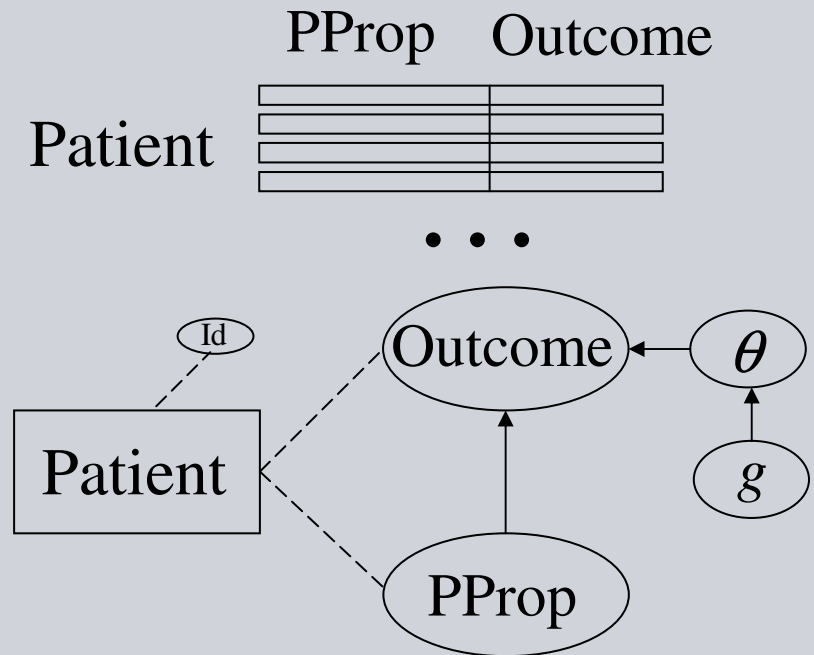 PProp Outcome
Patient
• • •
Id
Outcome
θ
Patient
g
PProp